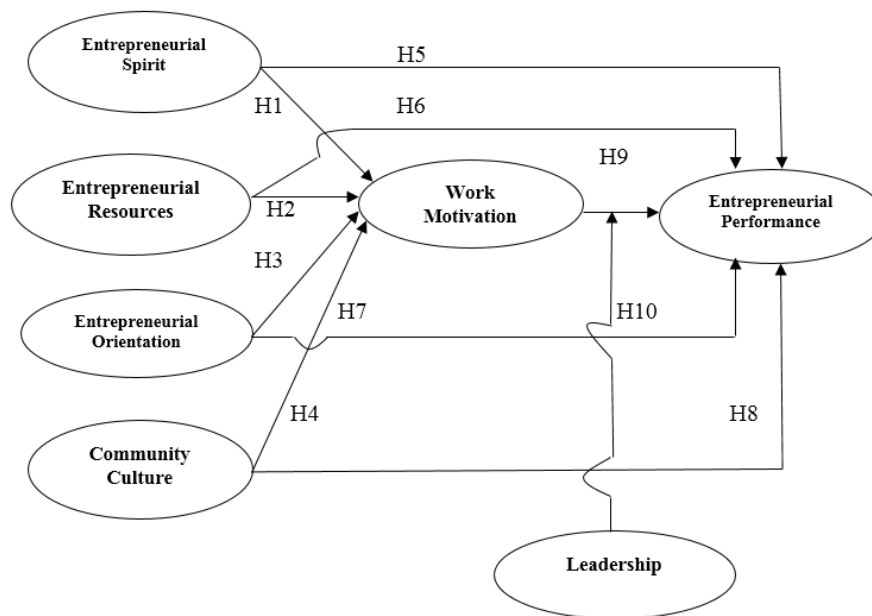 Entrepreneurial
Spirit
H5
H1
H6
H9
Entrepreneurial
Resources
H2
Work
Motivation
Entrepreneurial
Performance
H3
Entrepreneurial
Orientation
H7
H10
H4
H8
Community
Culture
Leadership